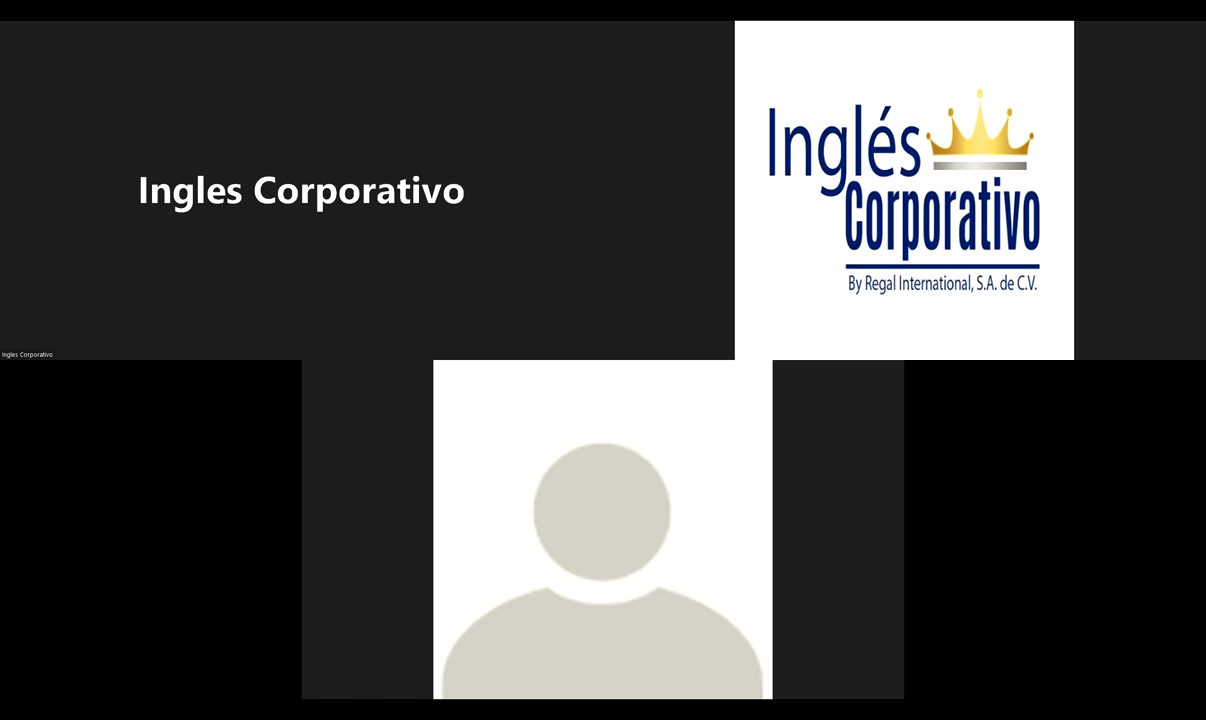 Ingles Corporativo
Inglés
Corporativo
By Regal International, S.A. de C.V.
Ingles Corporativo